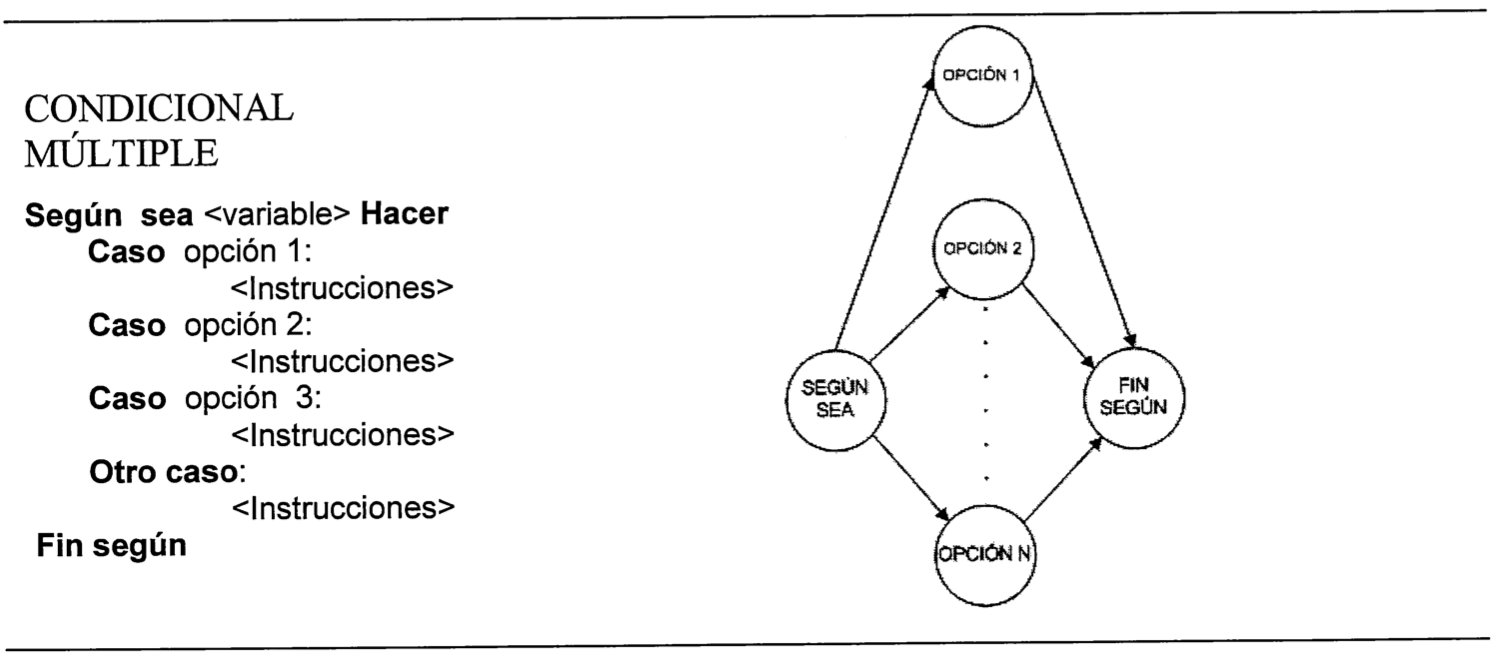 CONDICIONAL
MÚLTIPLE
Según sea <variable> Hacer
Caso opción 1:
<Instrucciones>
Caso opción 2:
<Instrucciones>
Caso opción 3:
<Instrucciones>
Otro caso:
<Instrucciones>
Fin según
OPCIÓN 1
OPCIÓN 2
SEGÚN
SEA
FIN
SEGÚN
OPCIÓN N